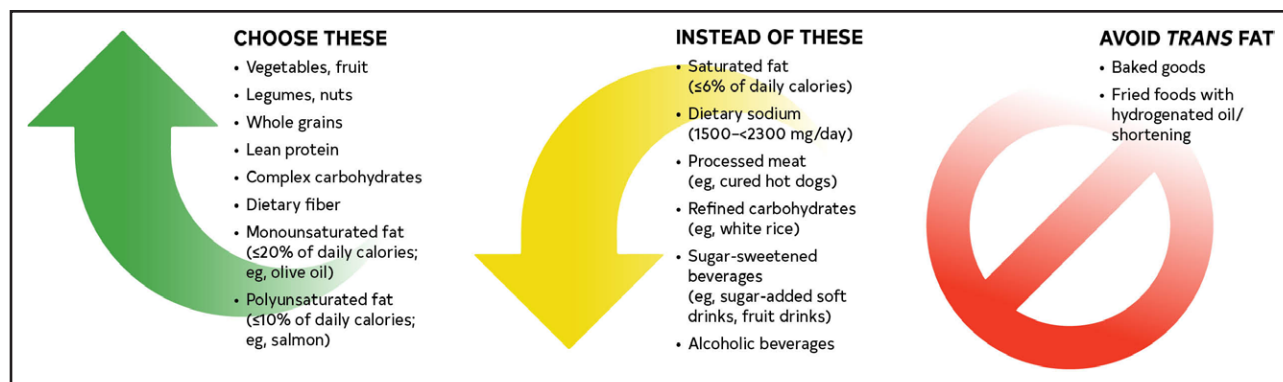 CHOOSE THESE
• Vegetables, fruit
• Legumes, nuts
• Whole grains
• Lean protein
• Complex carbohydrates
• Dietary fiber
• Monounsaturated fat
(≤20% of daily calories;
eg, olive oil)
• Polyunsaturated fat
(≤10% of daily calories;
eg, salmon)
INSTEAD OF THESE
• Saturated fat
(≤6% of daily calories)
• Dietary sodium
(1500–<2300 mg/day)
• Processed meat
(eg, cured hot dogs)
• Refined carbohydrates
(eg, white rice)
• Sugar-sweetened
beverages
(eg, sugar-added soft
drinks, fruit drinks)
• Alcoholic beverages
AVOID TRANS FAT
• Baked goods
• Fried foods with
hydrogenated oil/
shortening